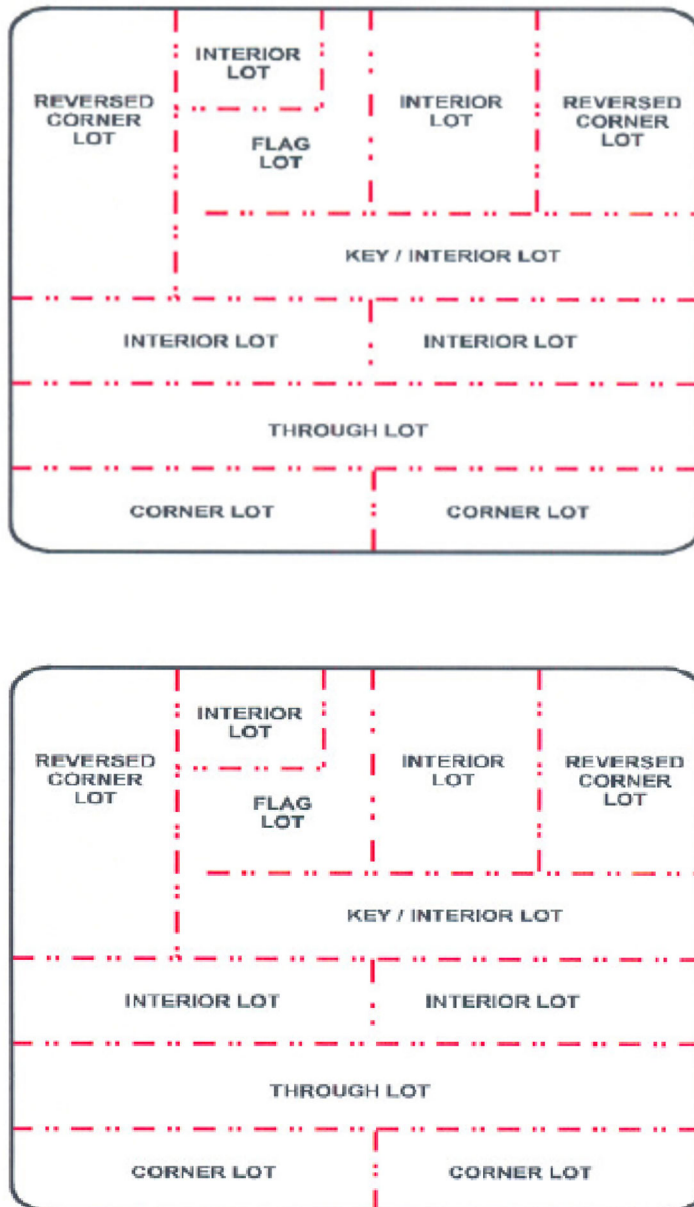 INTERIOR
LOT
REVERSED
CORNER
LOT
INTERIOR
LOT
REVERSED
CORNER
LOT
FLAG
LOT
KEY / INTERIOR LOT
INTERIOR LOT
INTERIOR LOT
THROUGH LOT
CORNER LOT
CORNER LOT
INTERIOR
LOT
REVERSED
CORNER
LOT
INTERIOR
LOT
REVERSED
CORNER
LOT
FLAG
LOT
KEY / INTERIOR LOT
INTERIOR LOT
INTERIOR LOT
THROUGH LOT
CORNER LOT
CORNER LOT